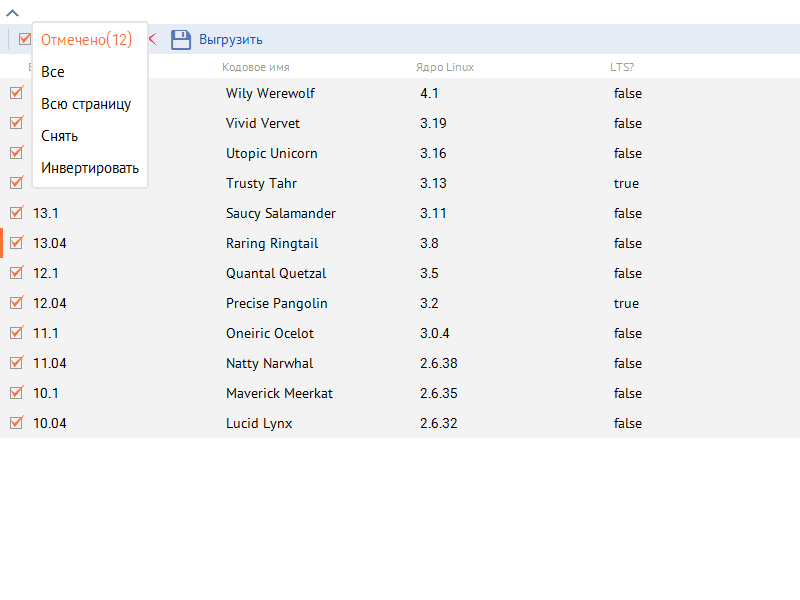 Отмечено(12) Выгрузить
Все
Всю страницу
Снять
Инвертировать
Кодовое имя Ядро Linux LTS?
Wily Werewolf 4.1 false
Vivid Vervet 3.19 false
Utopic Unicorn 3.16 false
Trusty Tahr 3.13 true
13.1 Saucy Salamander 3.11 false
13.04 Raring Ringtail 3.8 false
12.1 Quantal Quetzal 3.5 false
12.04 Precise Pangolin 3.2 true
11.1 Oneiric Ocelot 3.0.4 false
11.04 Natty Narwhal 2.6.38 false
10.1 Maverick Meerkat 2.6.35 false
10.04 Lucid Lynx 2.6.32 false